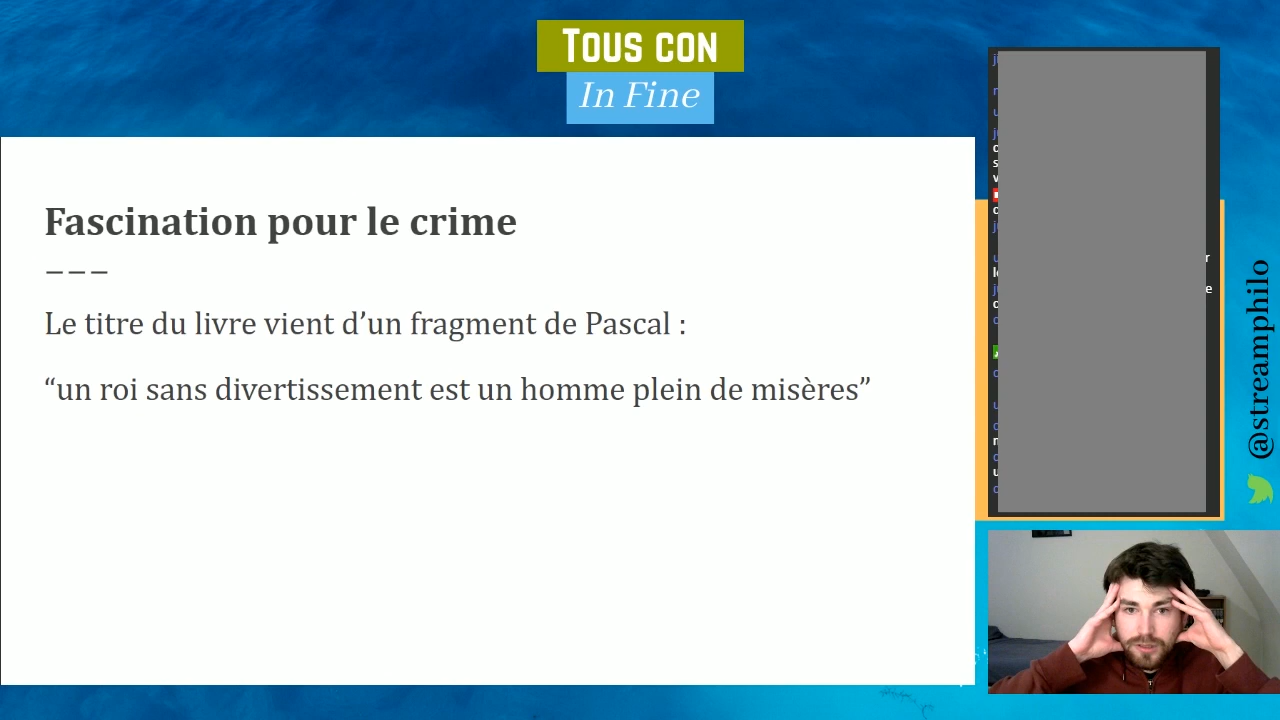 Tous con
In Fine
Fascination pour le crime
–––
Le titre du livre vient d’un fragment de Pascal :
“un roi sans divertissement est un homme plein de misères”
@streamphilo